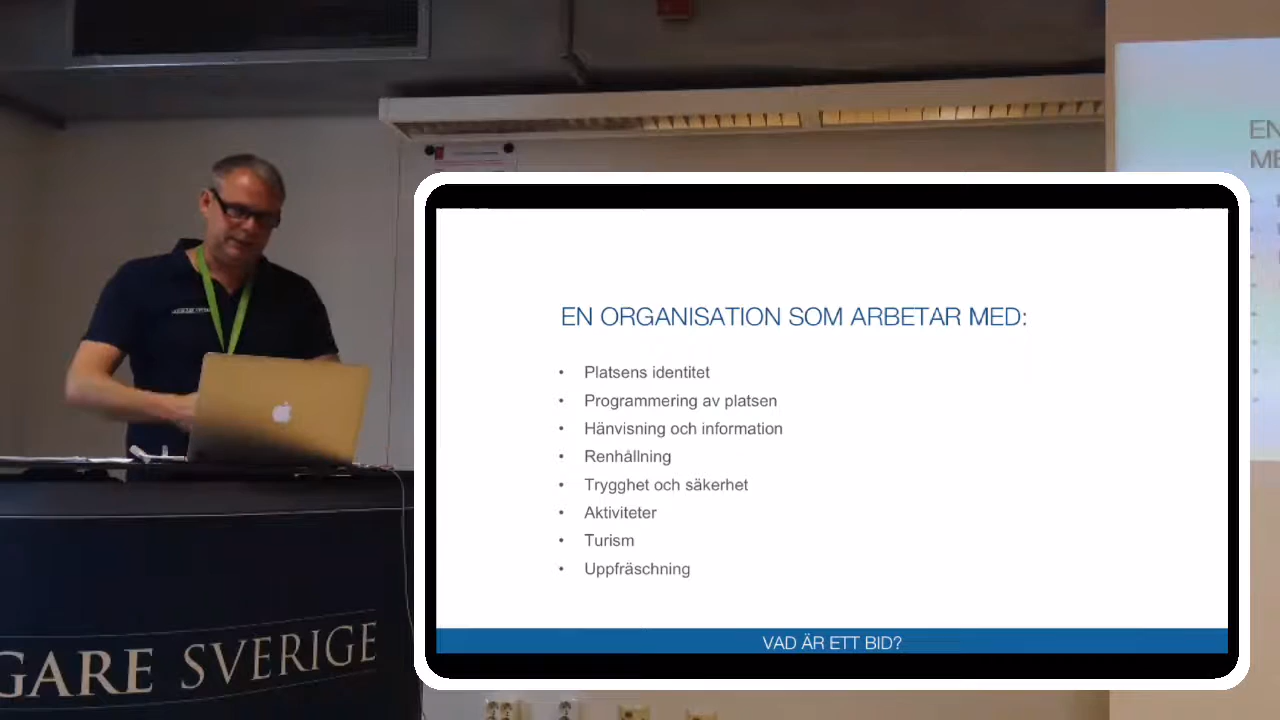 EN ORGANISATION SOM ARBETAR MED:
• Platsens identitet
• Programmering av platsen
• Hänvisning och information
• Renhållning
• Trygghet och säkerhet
• Aktiviteter
• Turism
• Uppfräschning
VAD ÄR ETT BID?
GARE SVERIGE
EN